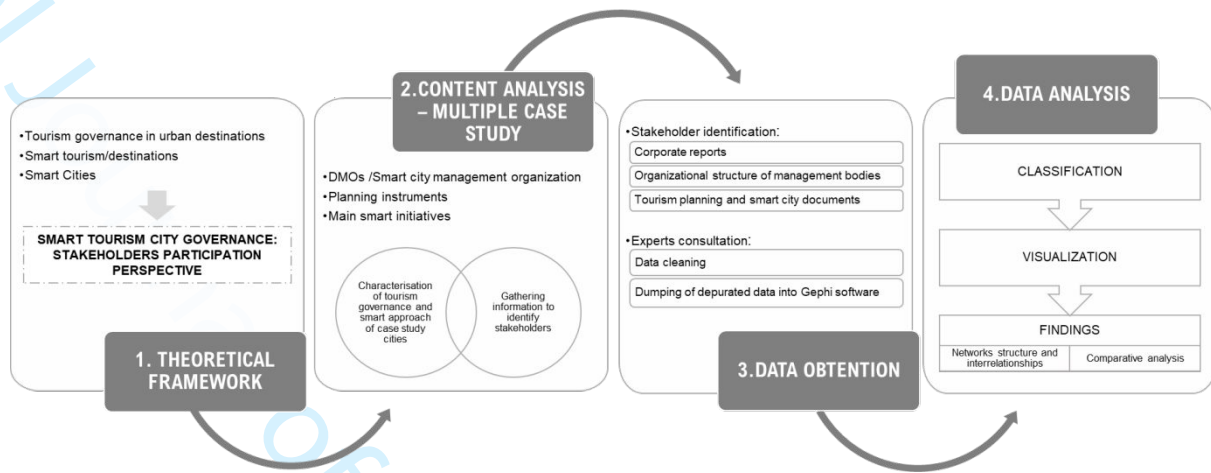 •Tourism governance in urban destinations
•Smart tourism/destinations
•Smart Cities
SMART TOURISM CITY GOVERNANCE:
STAKEHOLDERS PARTICIPATION
PERSPECTIVE
1. THEORETICAL
FRAMEWORK
2.CONTENT ANALYSIS
– MULTIPLE CASE
STUDY
•DMOs /Smart city management organization
•Planning instruments
•Main smart initiatives
Characterisation
of tourism
governance and
smart approach
of case study
cities
Gathering
information to
identify
stakeholders
•Stakeholder identification:
Corporate reports
Organizational structure of management bodies
Tourism planning and smart city documents
•Experts consultation:
Data cleaning
Dumping of depurated data into Gephi software
3.DATA OBTENTION
4.DATA ANALYSIS
CLASSIFICATION
VISUALIZATION
FINDINGS
Networks structure and
interrelationships
Comparative analysis